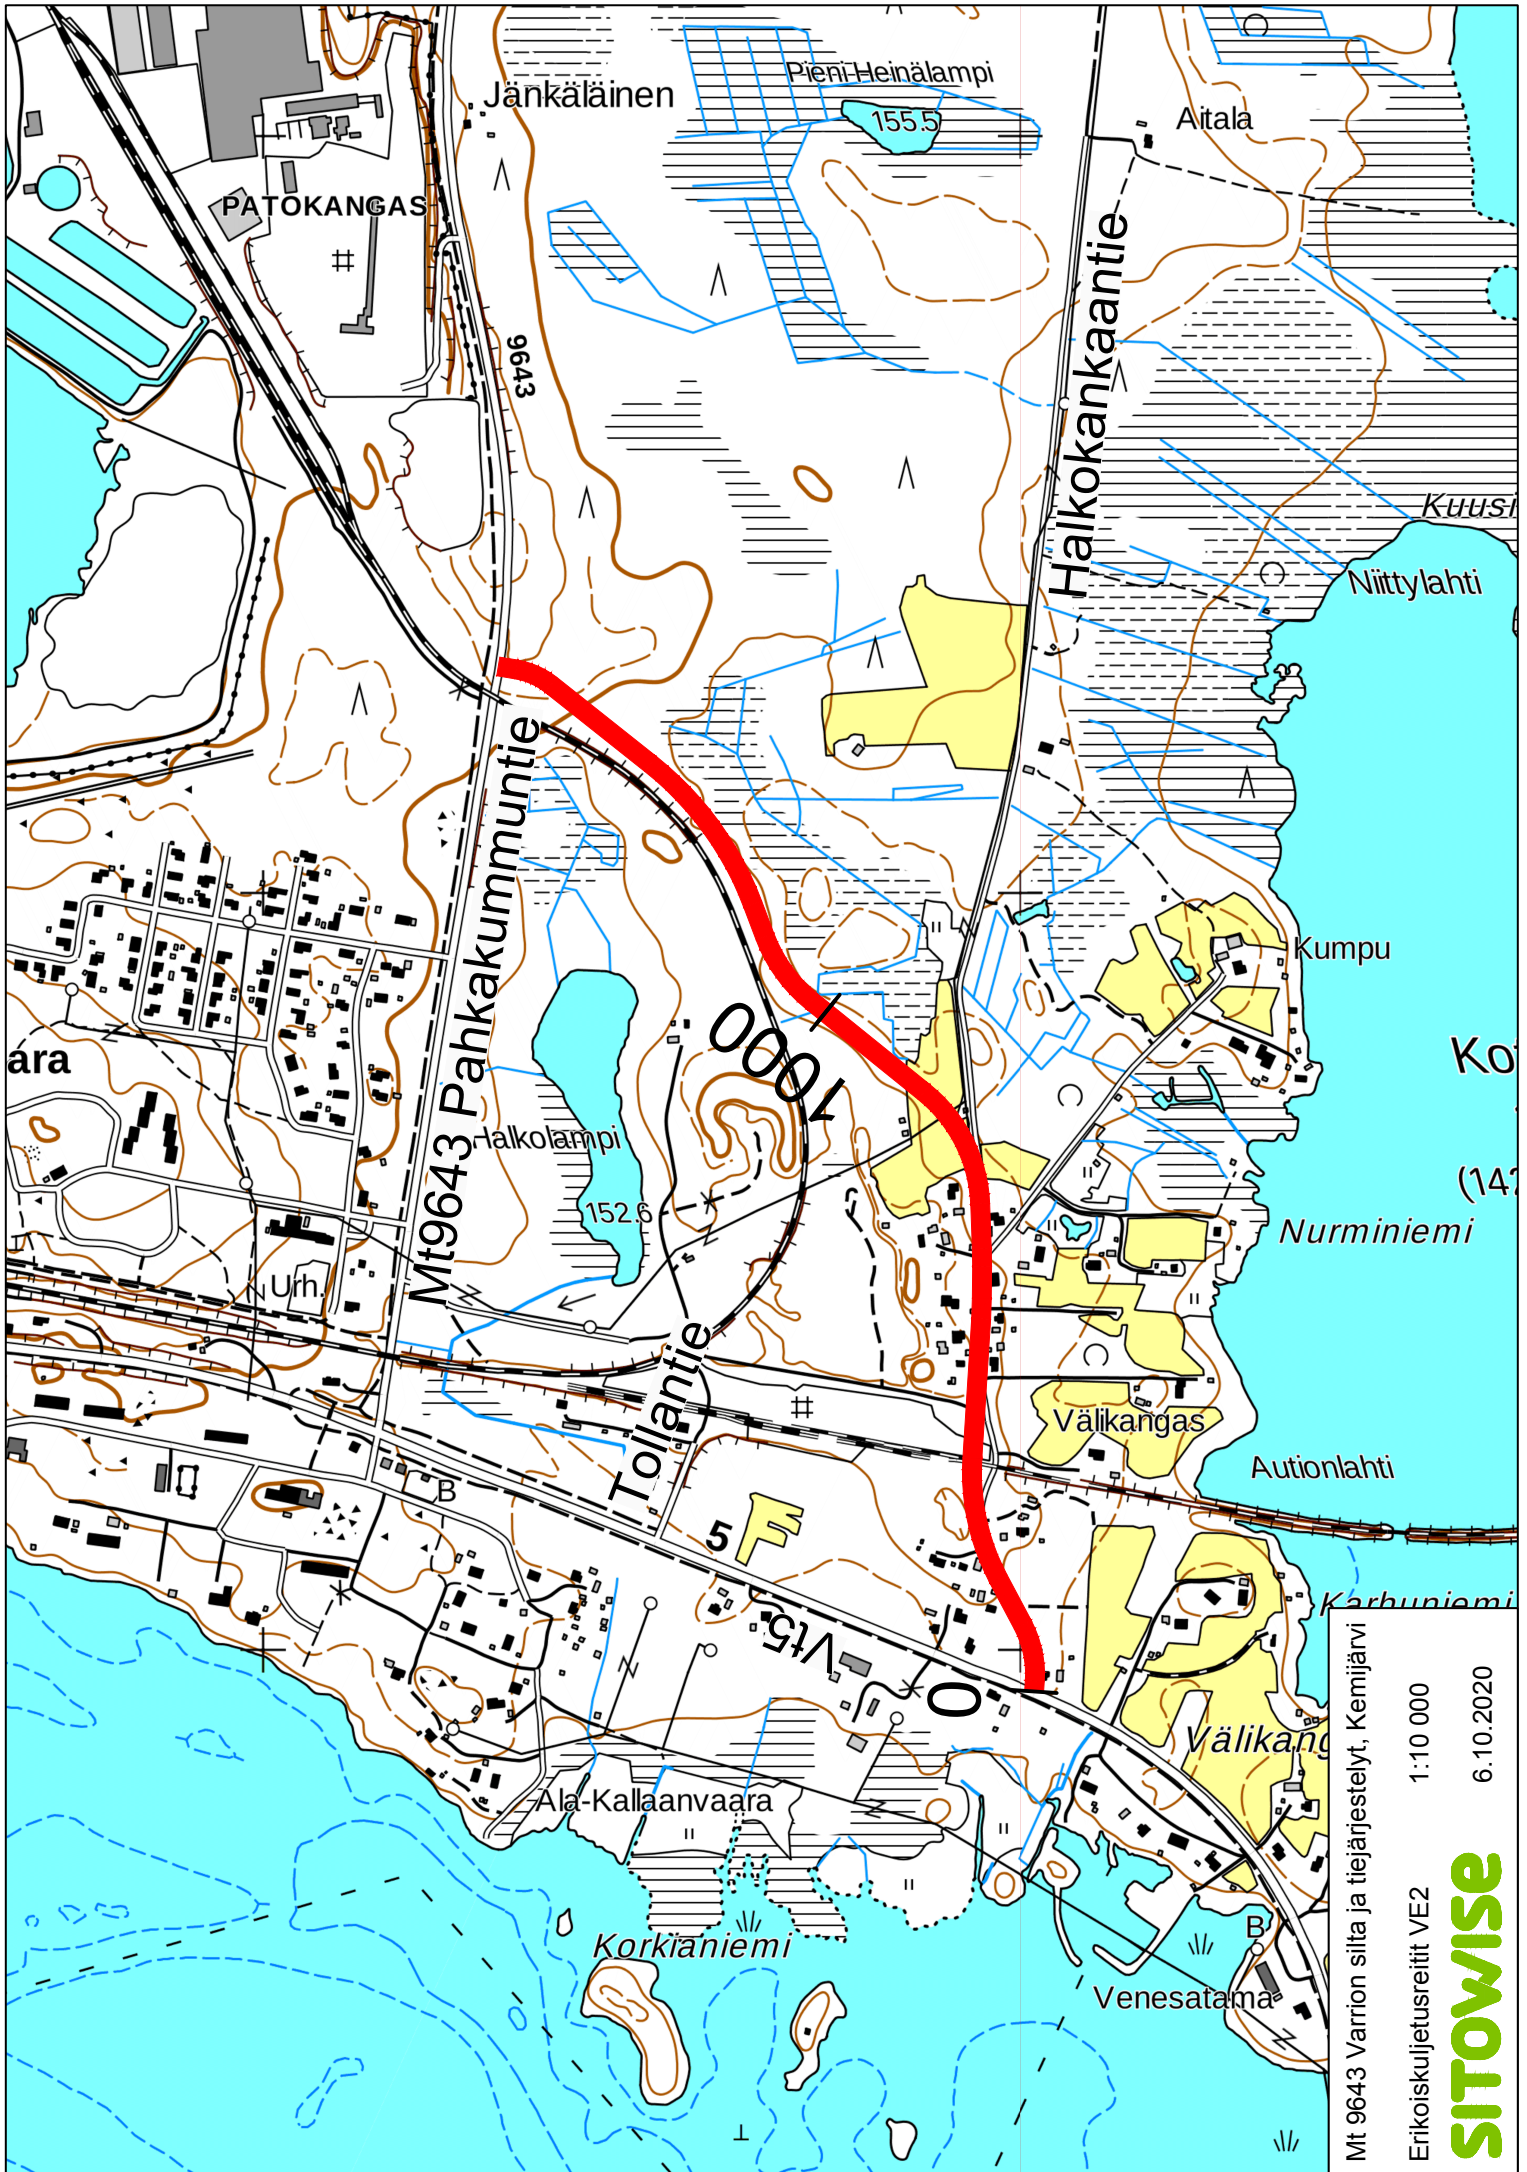 Jänkäläinen
Pieni-Heinälampi
155.5
Aitala
PATOKANGAS
Halkokankaantie
9643
Kuusi
Niittylahti
Mt9643 Pahkakummuntie
Kumpu
ara
1000
Halkolampi
152.6
Nurminiemi
Urh.
Tollantie
Välikangas
Autionlahti
B
5
Vt5
0
Karhuniemi
Välikang
Ala-Kallaanvaara
Korkianiemi
B
Venesatama
Mt 9643 Varrion silta ja tiejärjestelyt, Kemijärvi
Erikoiskuljetusreitit VE2 1:10 000
6.10.2020
SITOWISE